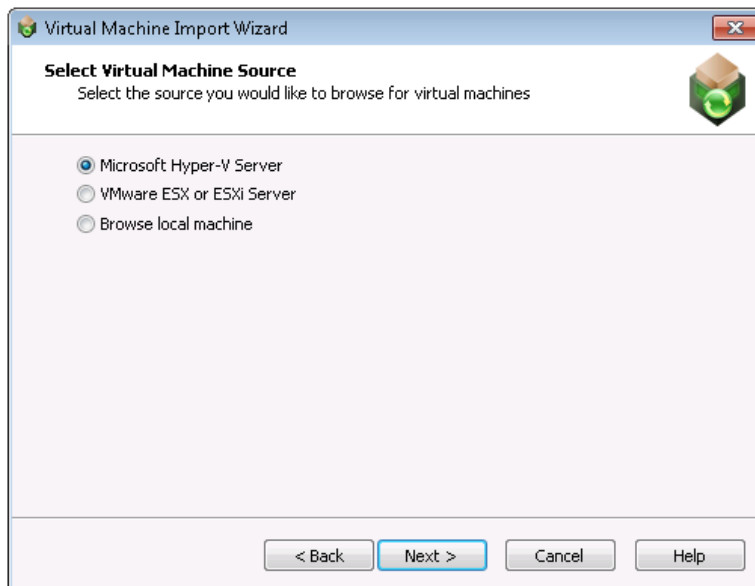 Virtual Machine Import Wizard
Select Virtual Machine Source
Select the source you would like to browse for virtual machines
Microsoft Hyper-V Server
VMware ESX or ESXi Server
Browse local machine
< Back Next > Cancel Help